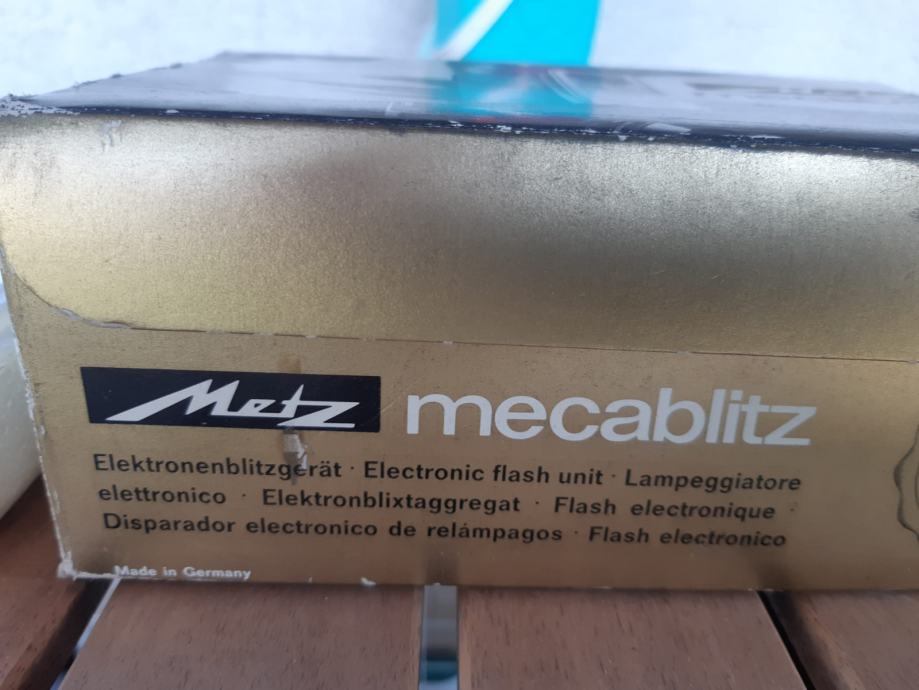 Metz mecablitz
Elektronenblitzgerät · Electronic flash unit · Lampeggiatore
elettronico · Elektronblixtaggregat · Flash electronique ·
Disparador electronico de relámpagos · Flash electronico
Made in Germany